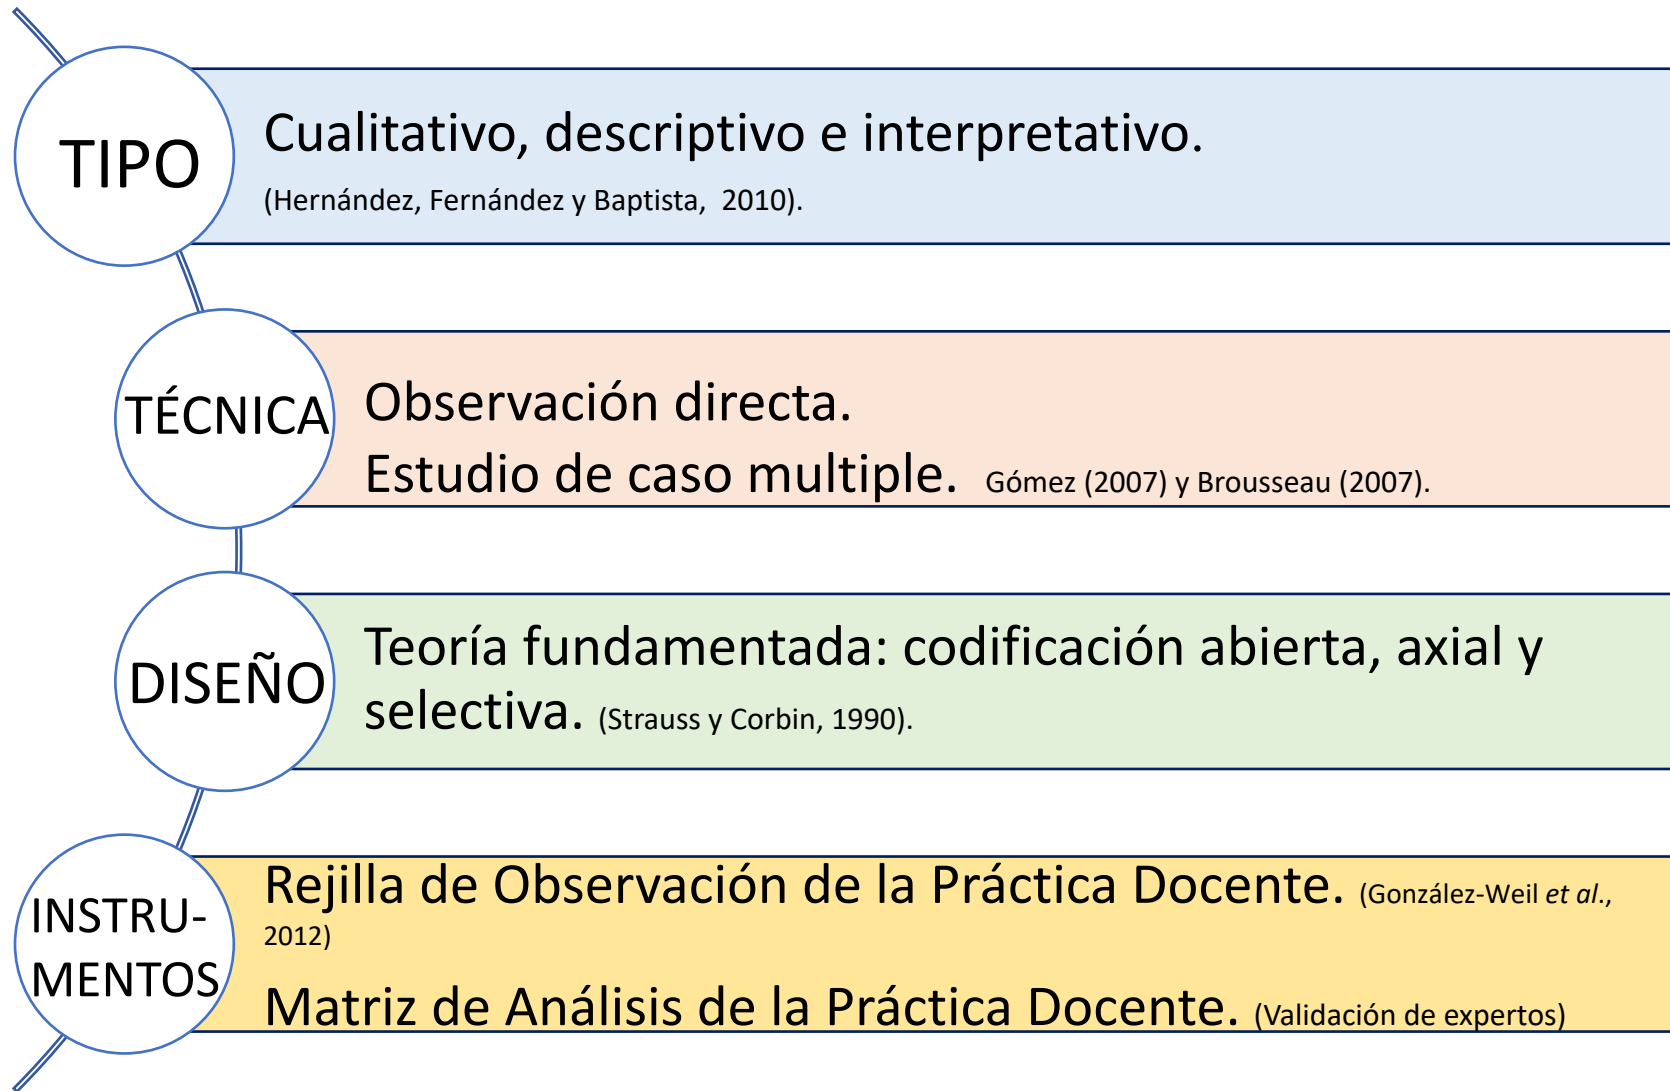 TIPO
Cualitativo, descriptivo e interpretativo.
(Hernández, Fernández y Baptista, 2010).
TÉCNICA
Observación directa.
Estudio de caso multiple. Gómez (2007) y Brousseau (2007).
DISEÑO
Teoría fundamentada: codificación abierta, axial y
selectiva. (Strauss y Corbin, 1990).
INSTRU-
MENTOS
Rejilla de Observación de la Práctica Docente. (González-Weil et al.,
2012)
Matriz de Análisis de la Práctica Docente. (Validación de expertos)